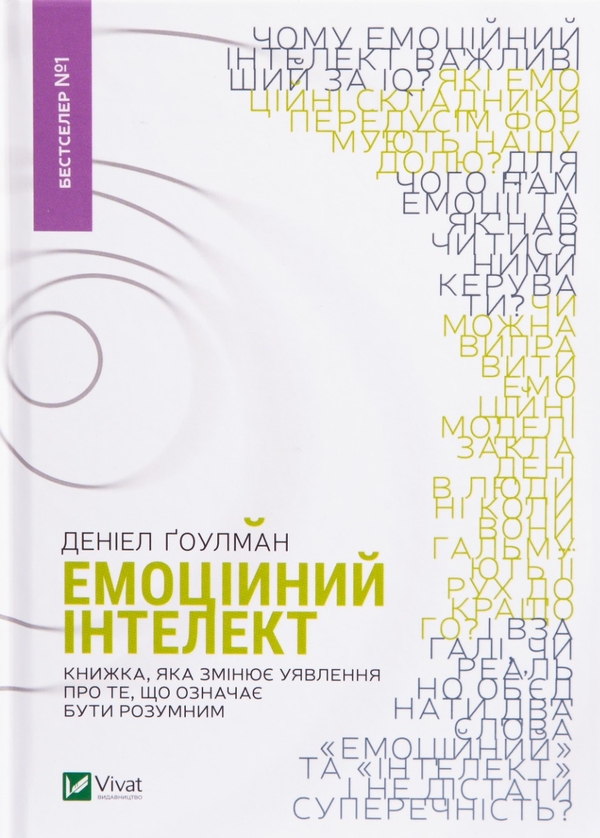 БЕСТСЕЛЕР №1
ЧОМУ ЕМОЦІЙНИЙ
ІНТЕЛЕКТ ВАЖЛИВІ
ШИЙ ЗА IQ? ЯКІ ЕМО
ЦІЙНІ СКЛАДНИКИ
ПЕРЕДУСІМ ФОР
МУЮТЬ НАШУ
ДОЛЮ? ДЛЯ
ЧОГО НАМ
ЕМОЦІЇ ТА
ЯК НАВ
ЧИТИСЯ
НИМИ
КЕРУВА
ТИ? ЧИ
МОЖНА
ВИПРА
ВИТИ
ЕМО
ЦІЙНІ
МОДЕЛІ
ЗАКЛА
ДЕНІ
В ЛЮДИ
НІ КОЛИ
ВОНИ
ГАЛЬМУ
ЮТЬ ЇЇ
РУХ ДО
КРАЩО
ГО? І ВЗА
ГАЛІ, ЧИ
РЕАЛЬ
НО ОБ'ЄД
НАТИ ДВА
СЛОВА
«ЕМОЦІЙНИЙ»
ТА «ІНТЕЛЕКТ»
І НЕ ДІСТАТИ
СУПЕРЕЧНІСТЬ?
ДЕНІЕЛ ҐОУЛМАН
ЕМОЦІЙНИЙ
ІНТЕЛЕКТ
КНИЖКА, ЯКА ЗМІНЮЄ УЯВЛЕННЯ
ПРО ТЕ, ЩО ОЗНАЧАЄ
БУТИ РОЗУМНИМ
Vivat
ВИДАВНИЦТВО